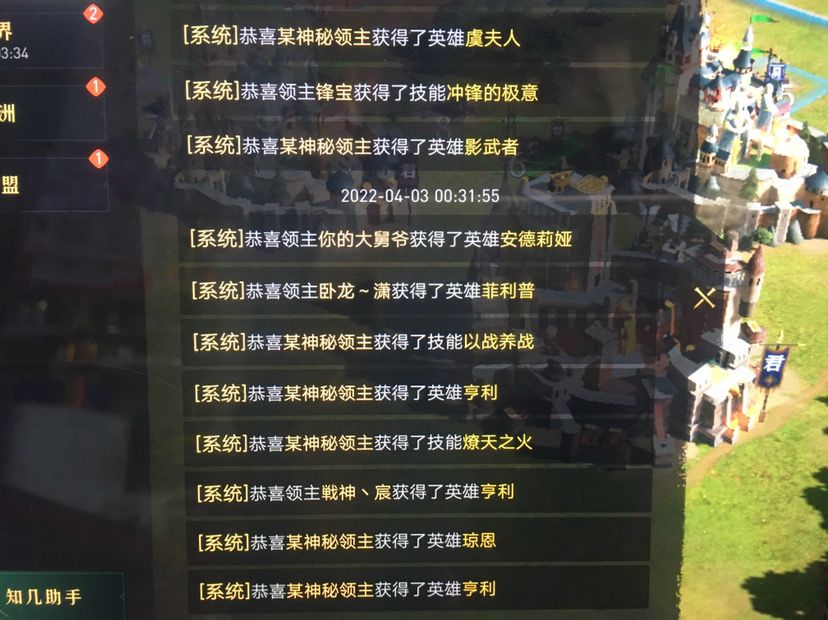 界
2
3:34
洲
1
盟
1
[系统]恭喜某神秘领主获得了英雄虞夫人
[系统]恭喜领主锋宝获得了技能冲锋的极意
[系统]恭喜某神秘领主获得了英雄影武者
2022-04-03 00:31:55
[系统]恭喜领主你的大舅爷获得了英雄安德莉娅
[系统]恭喜领主卧龙~潇获得了英雄菲利普
[系统]恭喜某神秘领主获得了技能以战养战
[系统]恭喜某神秘领主获得了英雄亨利
[系统]恭喜某神秘领主获得了技能燎天之火
[系统]恭喜领主戦神丶宸获得了英雄亨利
[系统]恭喜某神秘领主获得了英雄琼恩
[系统]恭喜某神秘领主获得了英雄亨利
君
知几助手